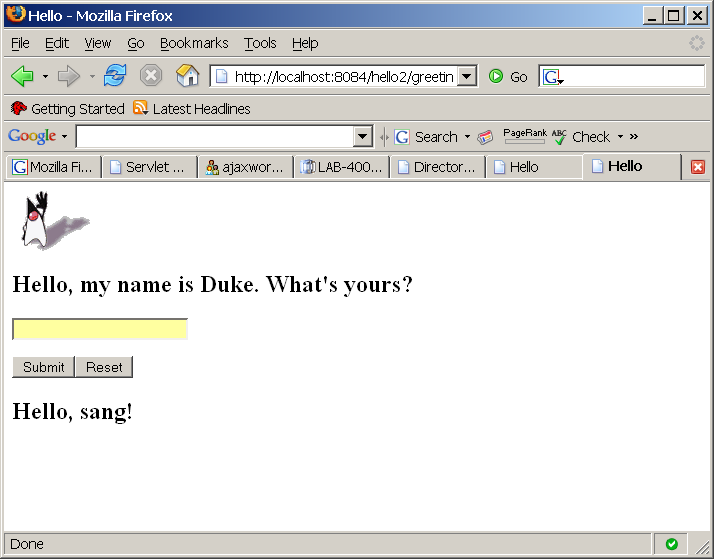 Hello - Mozilla Firefox
File Edit View Go Bookmarks Tools Help
http://localhost:8084/hello2/greetin Go G
Getting Started Latest Headlines
Google G Search PageRank ABC Check »
G Mozilla Fi... Servlet ... ajaxwor... LAB-400... Director... Hello Hello
Hello, my name is Duke. What's yours?
Submit Reset
Hello, sang!
Done